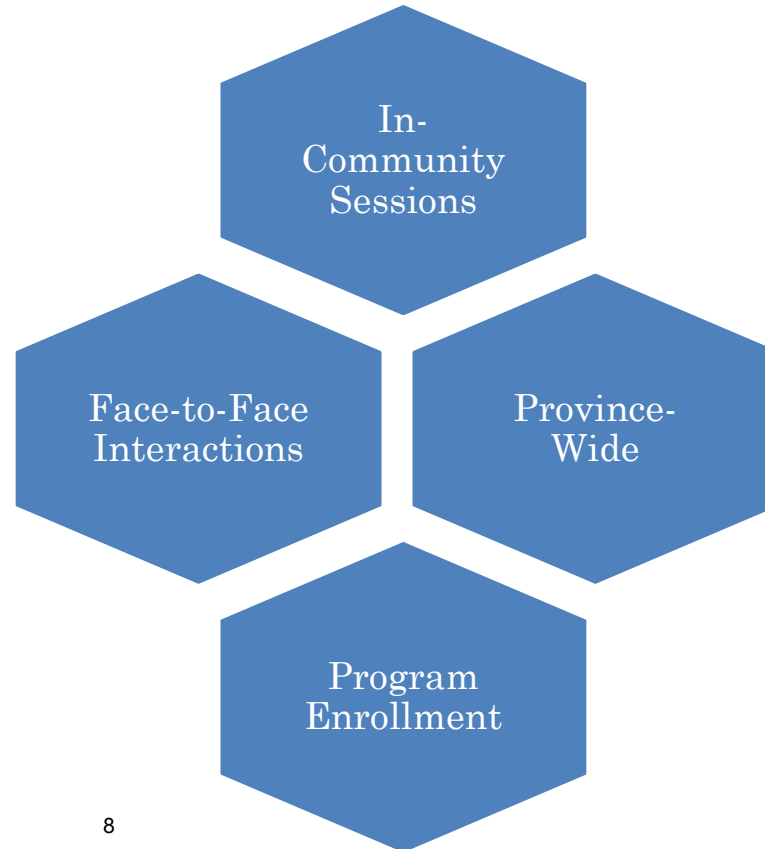 In-
Community
Sessions
Face-to-Face
Interactions
Province-
Wide
Program
Enrollment
8